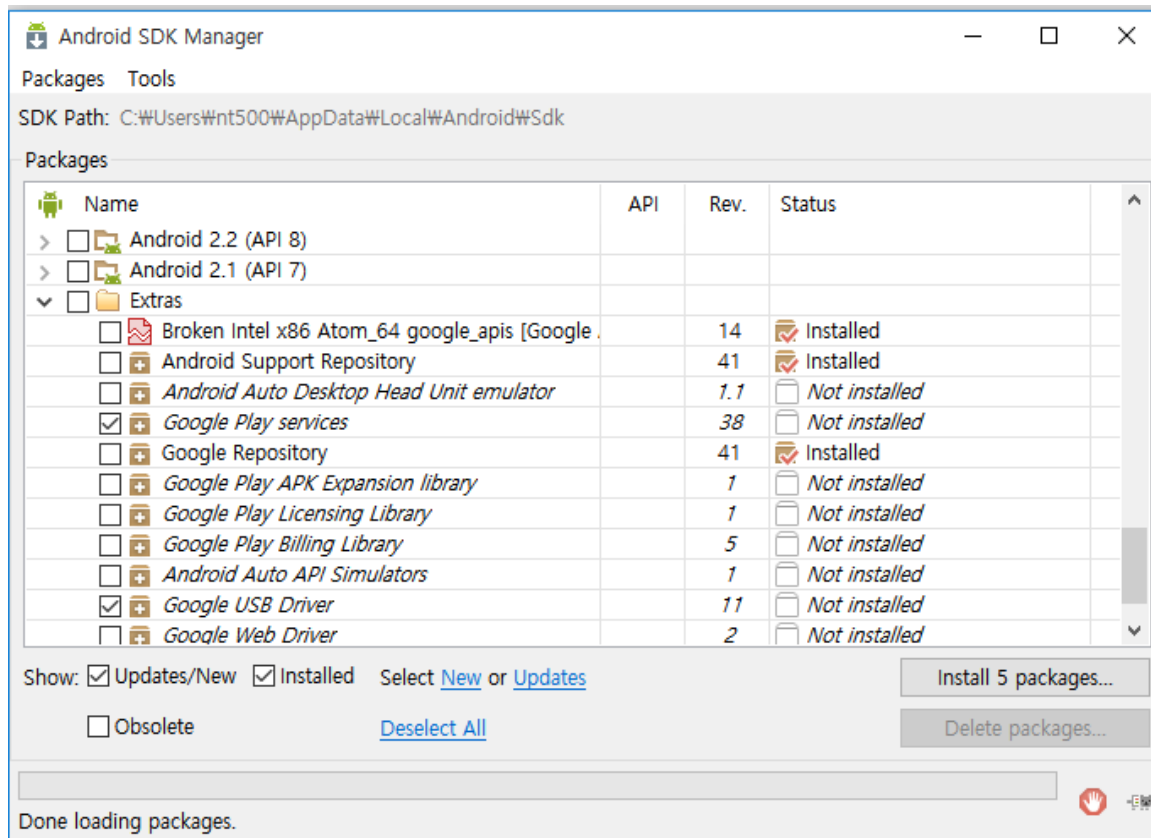 Android SDK Manager
Packages Tools
SDK Path: C:₩Users₩nt500₩AppData₩Local₩Android₩Sdk
Packages
Name API Rev. Status
Android 2.2 (API 8)
Android 2.1 (API 7)
Extras
Broken Intel x86 Atom_64 google_apis [Google . 14 Installed
Android Support Repository 41 Installed
Android Auto Desktop Head Unit emulator 1.1 Not installed
Google Play services 38 Not installed
Google Repository 41 Installed
Google Play APK Expansion library 1 Not installed
Google Play Licensing Library 1 Not installed
Google Play Billing Library 5 Not installed
Android Auto API Simulators 1 Not installed
Google USB Driver 11 Not installed
Google Web Driver 2 Not installed
Show: Updates/New Installed Select New or Updates Install 5 packages...
Obsolete Deselect All Delete packages...
Done loading packages.